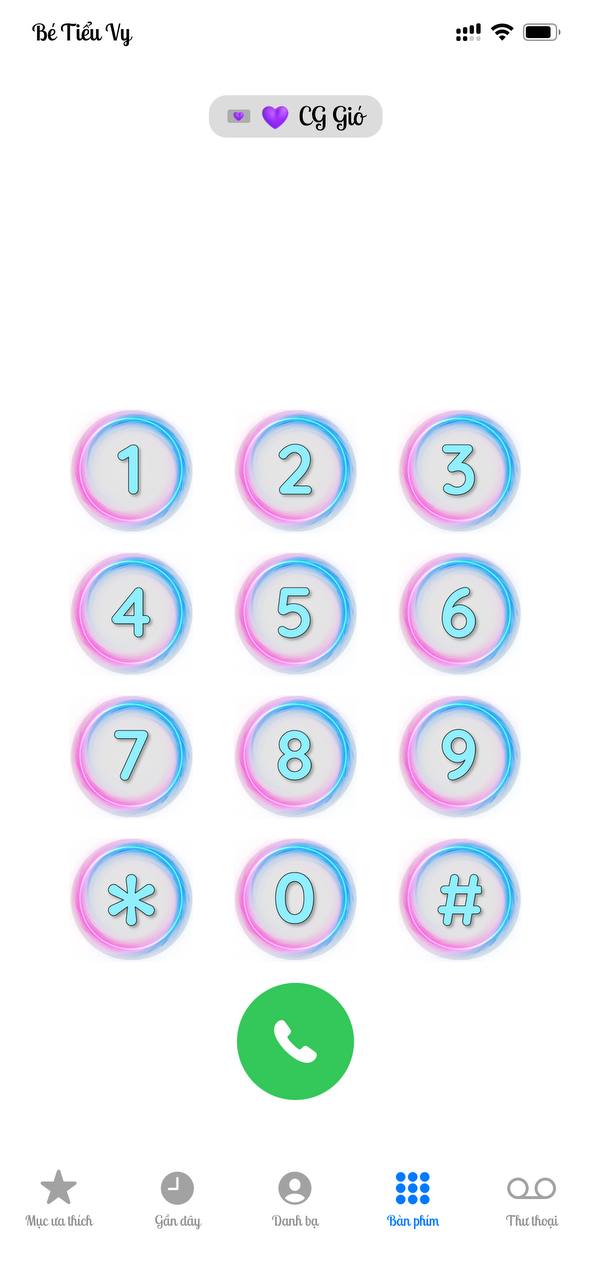 Bé Tiểu Vy
💜 💜 CG Gió
1 2 3
4 5 6
7 8 9
* 0 #
Mục ưa thích Gần đây Danh bạ Bàn phím Thư thoại